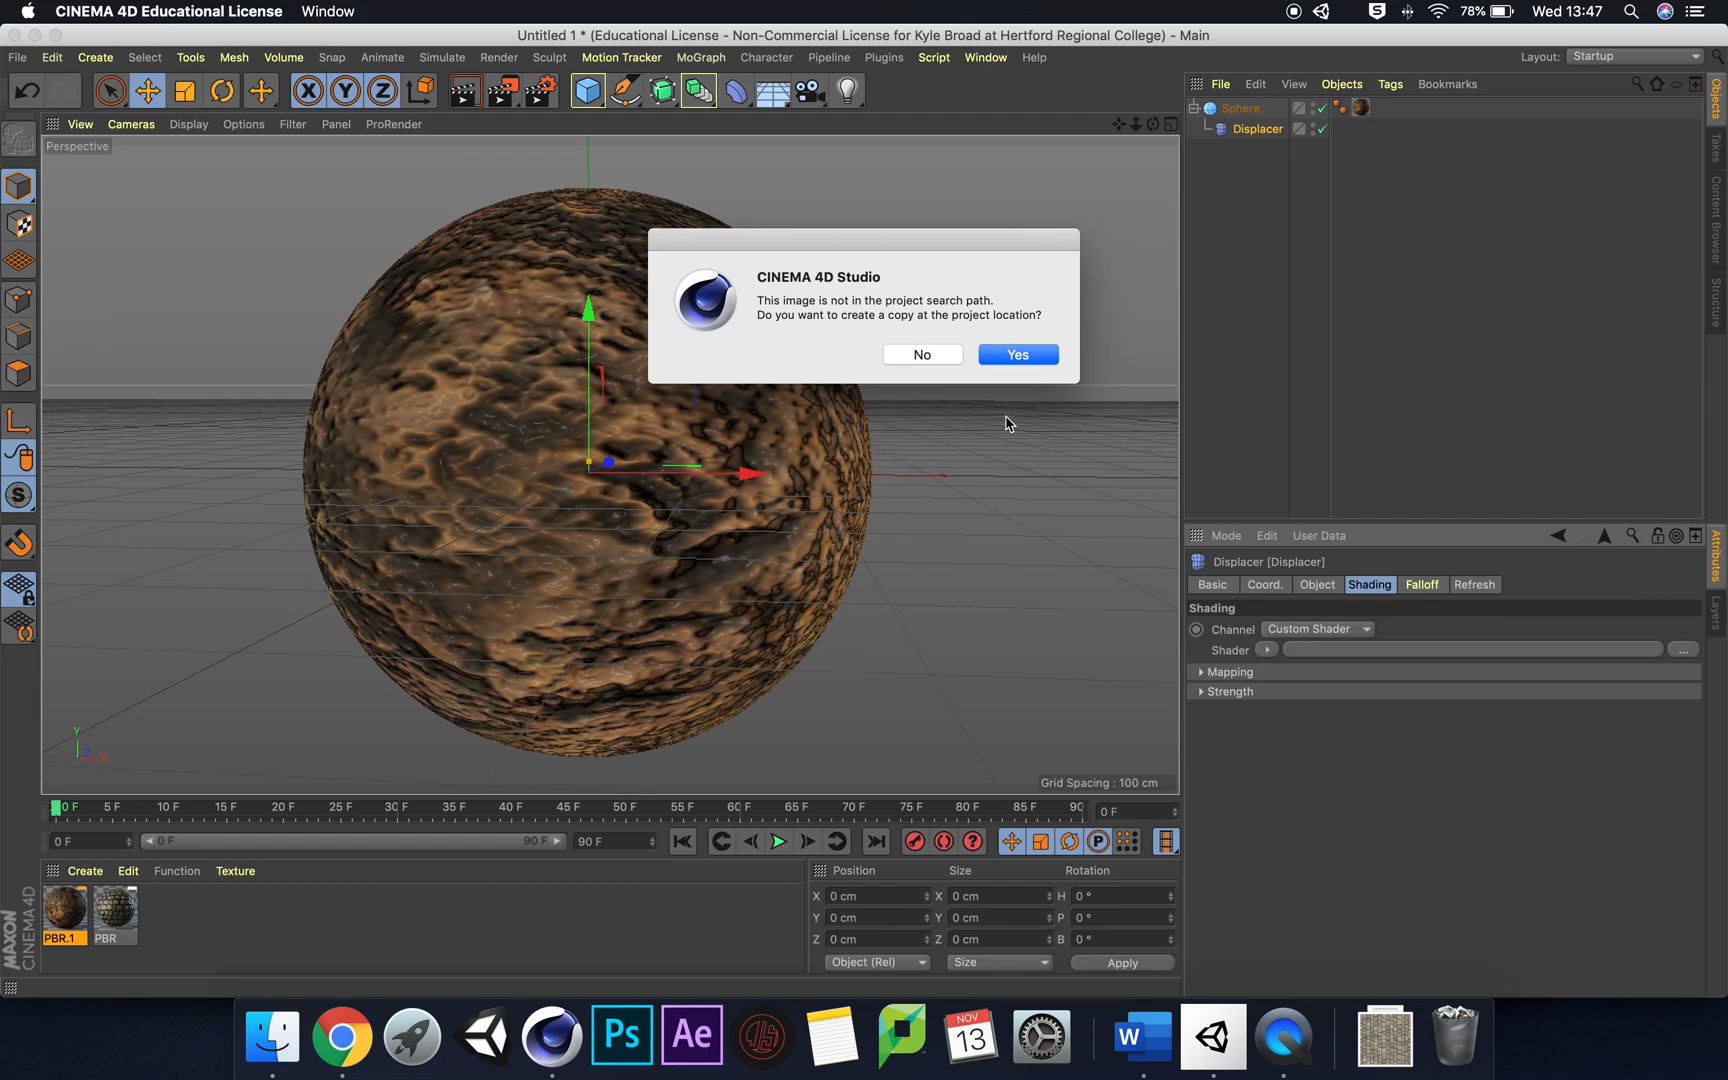 CINEMA 4D Educational License Window 78% Wed 13:47
Untitled 1 * (Educational License - Non-Commercial License for Kyle Broad at Hertford Regional College) - Main
File Edit Create Select Tools Mesh Volume Snap Animate Simulate Render Sculpt Motion Tracker MoGraph Character Pipeline Plugins Script Window Help Layout: Startup
X Y Z
File Edit View Objects Tags Bookmarks
Sphere
Displacer
View Cameras Display Options Filter Panel ProRender
Perspective
CINEMA 4D Studio
This image is not in the project search path.
Do you want to create a copy at the project location?
No Yes
Objects
Takes
Content Browser
Structure
Mode Edit User Data
Displacer [Displacer]
Basic Coord. Object Shading Falloff Refresh
Shading
Channel Custom Shader
Shader ...
Mapping
Strength
Attributes
Layers
S
Y
Z X
Grid Spacing : 100 cm
0 F 5 F 10 F 15 F 20 F 25 F 30 F 35 F 40 F 45 F 50 F 55 F 60 F 65 F 70 F 75 F 80 F 85 F 90 0 F
0 F 0 F 90 F 90 F P
Create Edit Function Texture
PBR.1 PBR
Position Size Rotation
X 0 cm X 0 cm H 0 °
Y 0 cm Y 0 cm P 0 °
Z 0 cm Z 0 cm B 0 °
Object (Rel) Size Apply
MAXON
CINEMA 4D
Ps Ae NOV 13 W